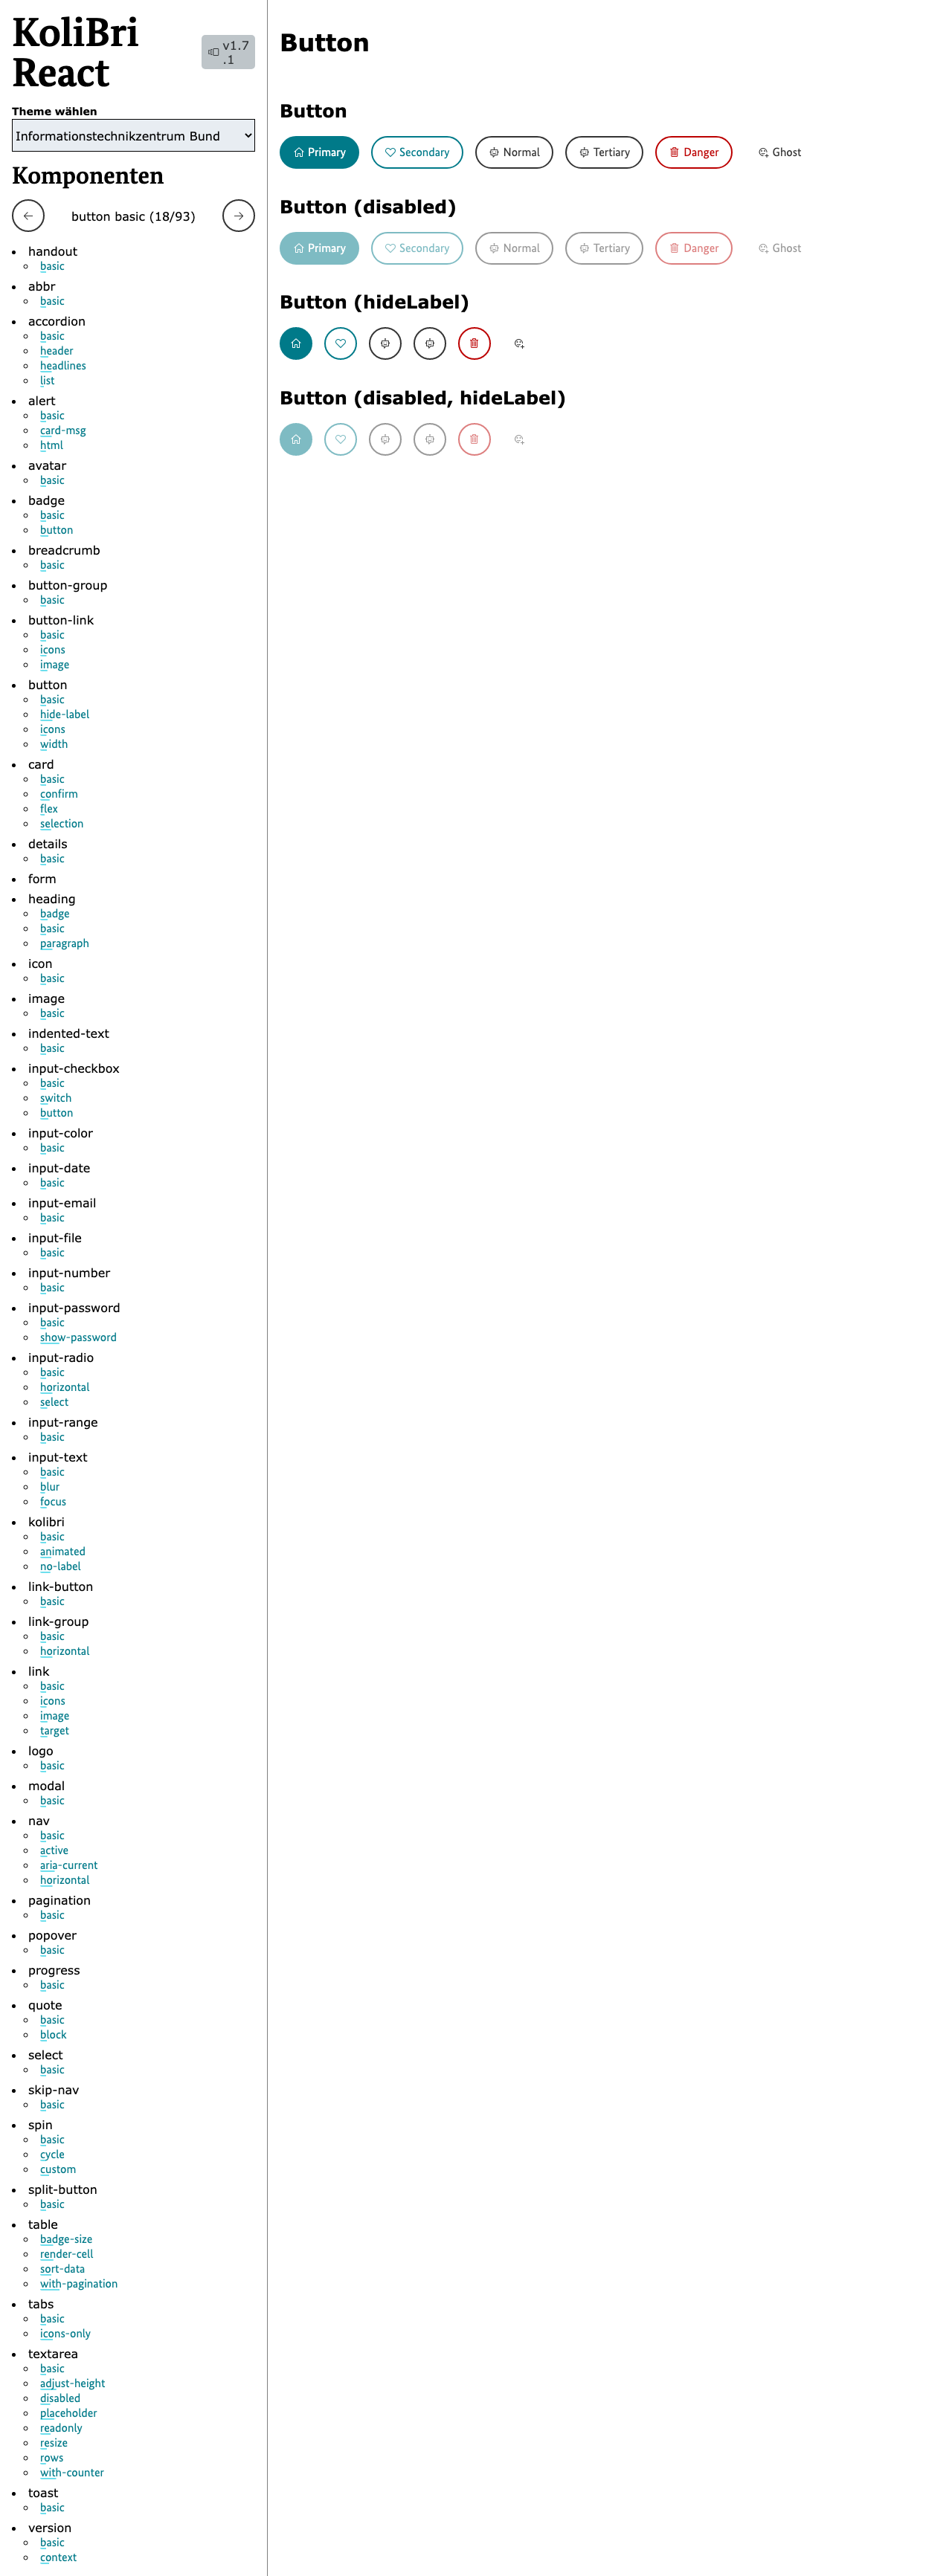 KoliBri
React
v1.7
.1
Theme wählen
Informationstechnikzentrum Bund
Komponenten
button basic (18/93)
handout
basic
abbr
basic
accordion
basic
header
headlines
list
alert
basic
card-msg
html
avatar
basic
badge
basic
button
breadcrumb
basic
button-group
basic
button-link
basic
icons
image
button
basic
hide-label
icons
width
card
basic
confirm
flex
selection
details
basic
form
heading
badge
basic
paragraph
icon
basic
image
basic
indented-text
basic
input-checkbox
basic
switch
button
input-color
basic
input-date
basic
input-email
basic
input-file
basic
input-number
basic
input-password
basic
show-password
input-radio
basic
horizontal
select
input-range
basic
input-text
basic
blur
focus
kolibri
basic
animated
no-label
link-button
basic
link-group
basic
horizontal
link
basic
icons
image
target
logo
basic
modal
basic
nav
basic
active
aria-current
horizontal
pagination
basic
popover
basic
progress
basic
quote
basic
block
select
basic
skip-nav
basic
spin
basic
cycle
custom
split-button
basic
table
badge-size
render-cell
sort-data
with-pagination
tabs
basic
icons-only
textarea
basic
adjust-height
disabled
placeholder
readonly
resize
rows
with-counter
toast
basic
version
basic
context
Button
Button
Primary Secondary Normal Tertiary Danger Ghost
Button (disabled)
Primary Secondary Normal Tertiary Danger Ghost
Button (hideLabel)
Button (disabled, hideLabel)